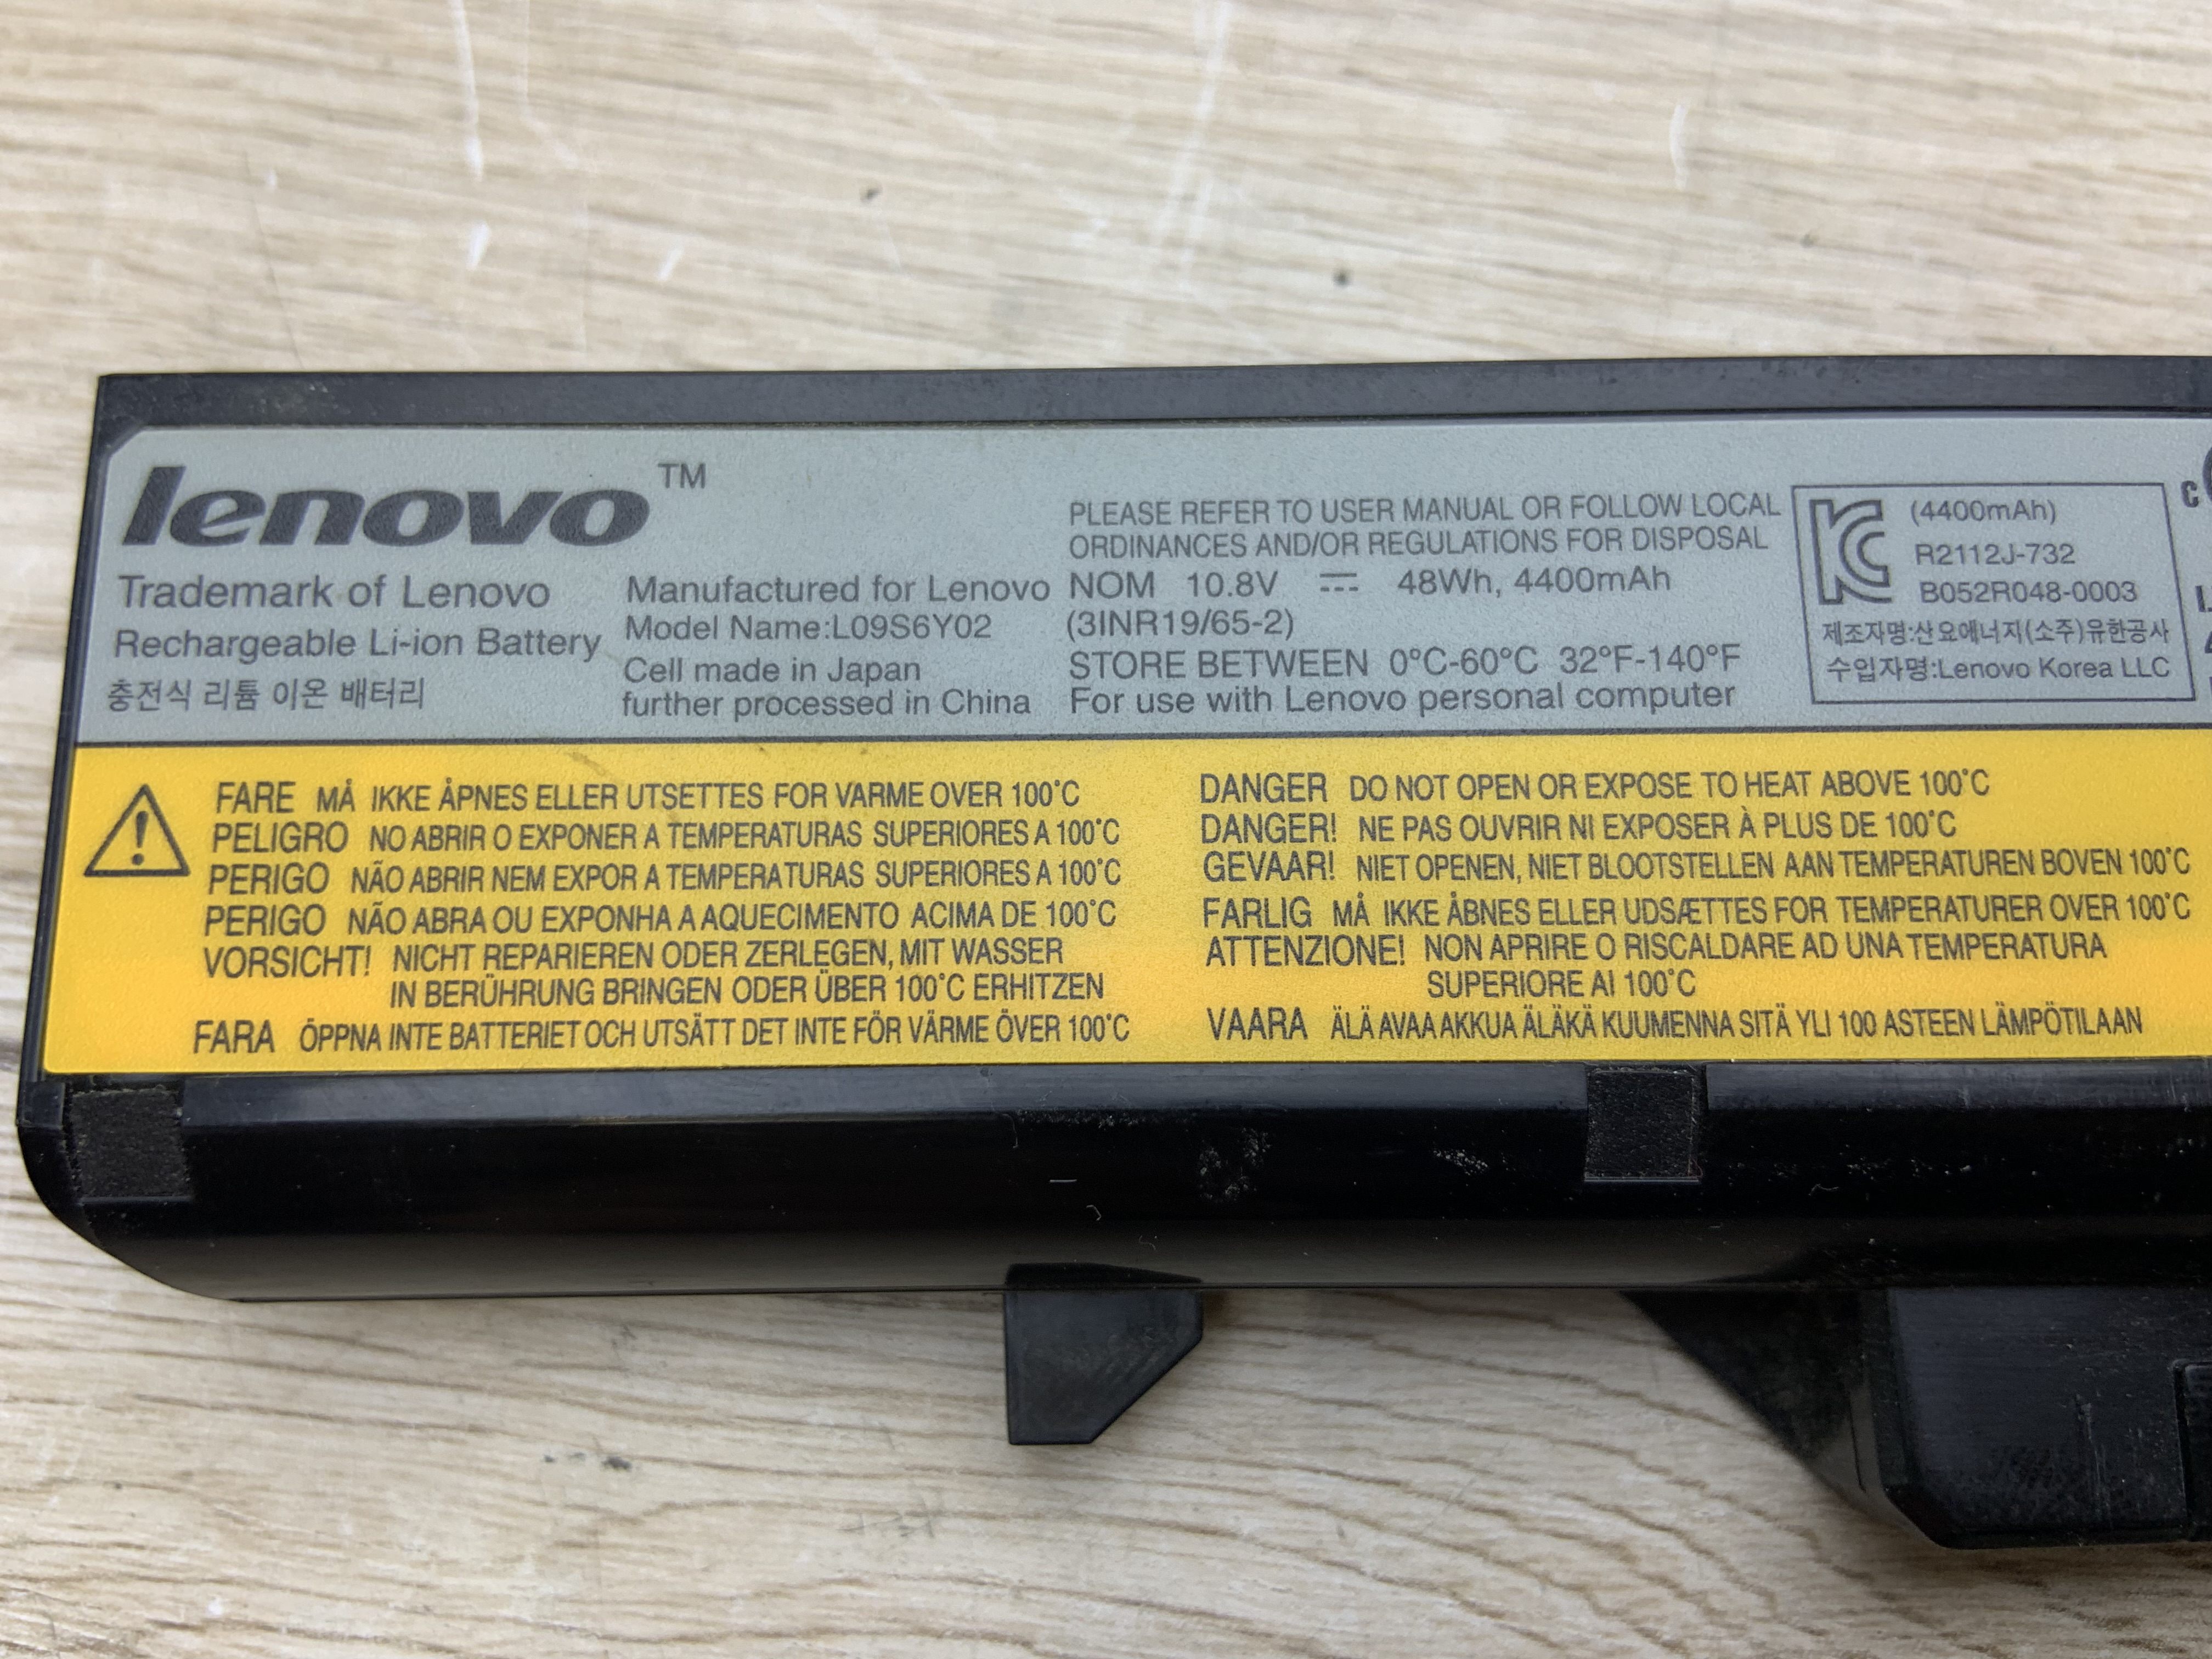 lenovo™
Trademark of Lenovo
Rechargeable Li-ion Battery
충전식 리튬 이온 배터리
Manufactured for Lenovo
Model Name:L09S6Y02
Cell made in Japan
further processed in China
PLEASE REFER TO USER MANUAL OR FOLLOW LOCAL
ORDINANCES AND/OR REGULATIONS FOR DISPOSAL
NOM 10.8V ⎓ 48Wh, 4400mAh
(3INR19/65-2)
STORE BETWEEN 0°C-60°C 32°F-140°F
For use with Lenovo personal computer
(4400mAh)
R2112J-732
B052R048-0003
제조자명:산요에너지(소주)유한공사
수입자명:Lenovo Korea LLC
FARE MÅ IKKE ÅPNES ELLER UTSETTES FOR VARME OVER 100°C
PELIGRO NO ABRIR O EXPONER A TEMPERATURAS SUPERIORES A 100°C
PERIGO NÃO ABRIR NEM EXPOR A TEMPERATURAS SUPERIORES A 100°C
PERIGO NÃO ABRA OU EXPONHA A AQUECIMENTO ACIMA DE 100°C
VORSICHT! NICHT REPARIEREN ODER ZERLEGEN, MIT WASSER
IN BERÜHRUNG BRINGEN ODER ÜBER 100°C ERHITZEN
FARA ÖPPNA INTE BATTERIET OCH UTSÄTT DET INTE FÖR VÄRME ÖVER 100°C
DANGER DO NOT OPEN OR EXPOSE TO HEAT ABOVE 100°C
DANGER! NE PAS OUVRIR NI EXPOSER À PLUS DE 100°C
GEVAAR! NIET OPENEN, NIET BLOOTSTELLEN AAN TEMPERATUREN BOVEN 100°C
FARLIG MÅ IKKE ÅBNES ELLER UDSÆTTES FOR TEMPERATURER OVER 100°C
ATTENZIONE! NON APRIRE O RISCALDARE AD UNA TEMPERATURA
SUPERIORE AI 100°C
VAARA ÄLÄ AVAA AKKUA ÄLÄKÄ KUUMENNA SITÄ YLI 100 ASTEEN LÄMPÖTILAAN